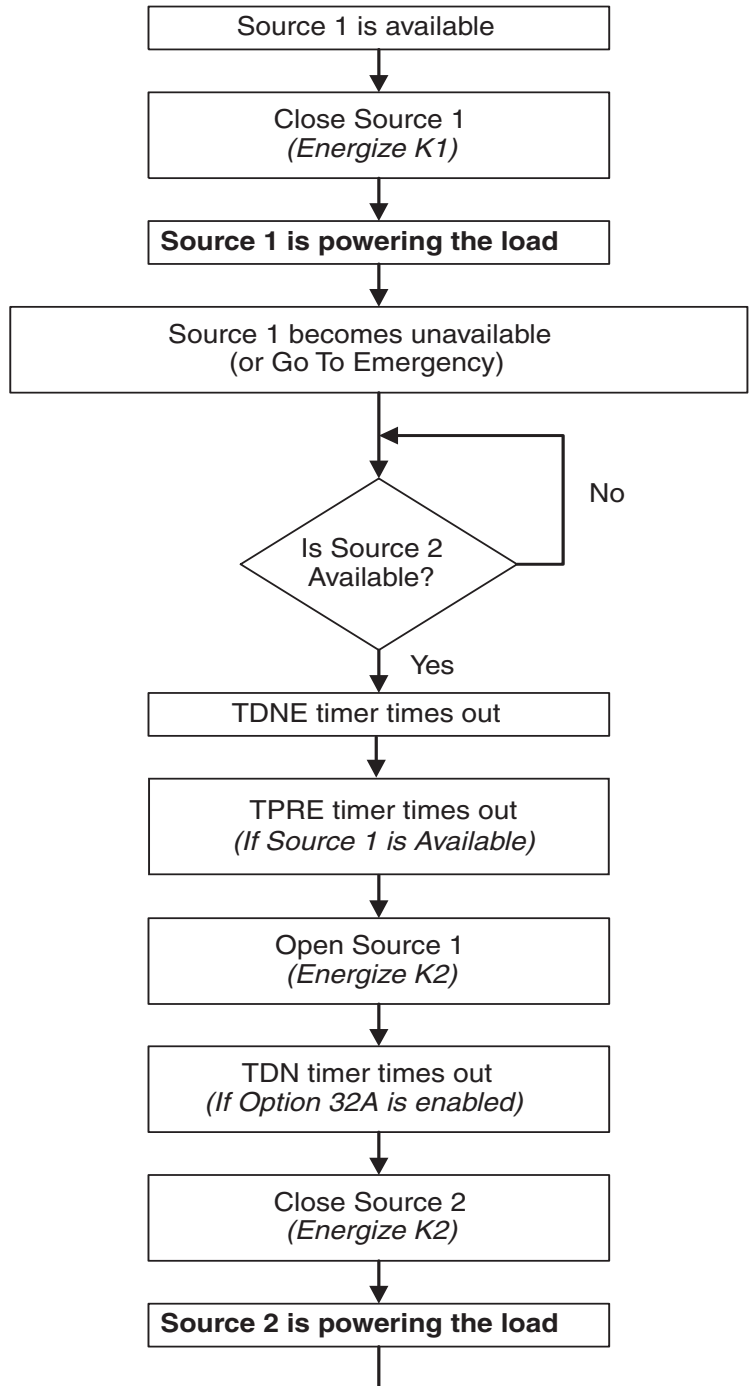 Source 1 is available
Close Source 1
(Energize K1)
Source 1 is powering the load
Source 1 becomes unavailable
(or Go To Emergency)
No
Is Source 2
Available?
Yes
TDNE timer times out
TPRE timer times out
(If Source 1 is Available)
Open Source 1
(Energize K2)
TDN timer times out
(If Option 32A is enabled)
Close Source 2
(Energize K2)
Source 2 is powering the load